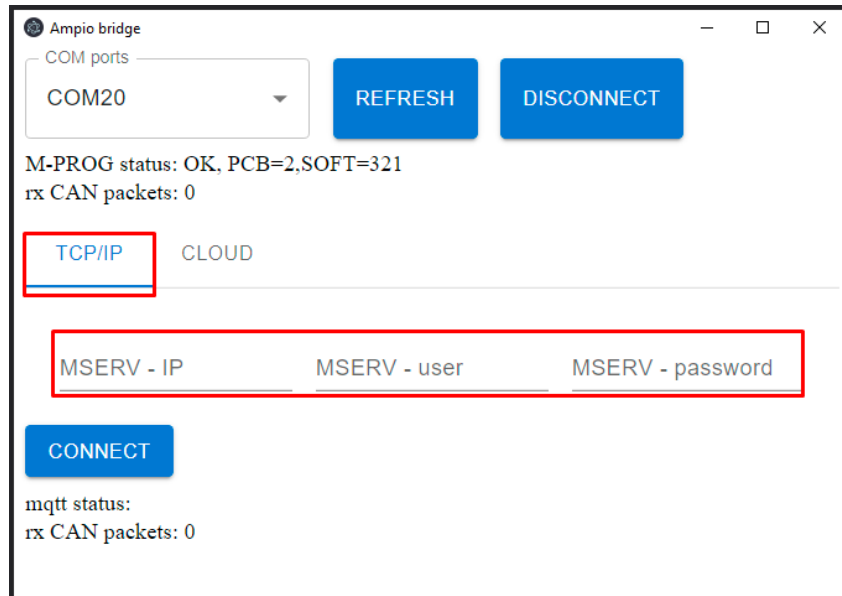 Ampio bridge
COM ports
COM20 REFRESH DISCONNECT
M-PROG status: OK, PCB=2,SOFT=321
rx CAN packets: 0
TCP/IP CLOUD
MSERV - IP MSERV - user MSERV - password
CONNECT
mqtt status:
rx CAN packets: 0